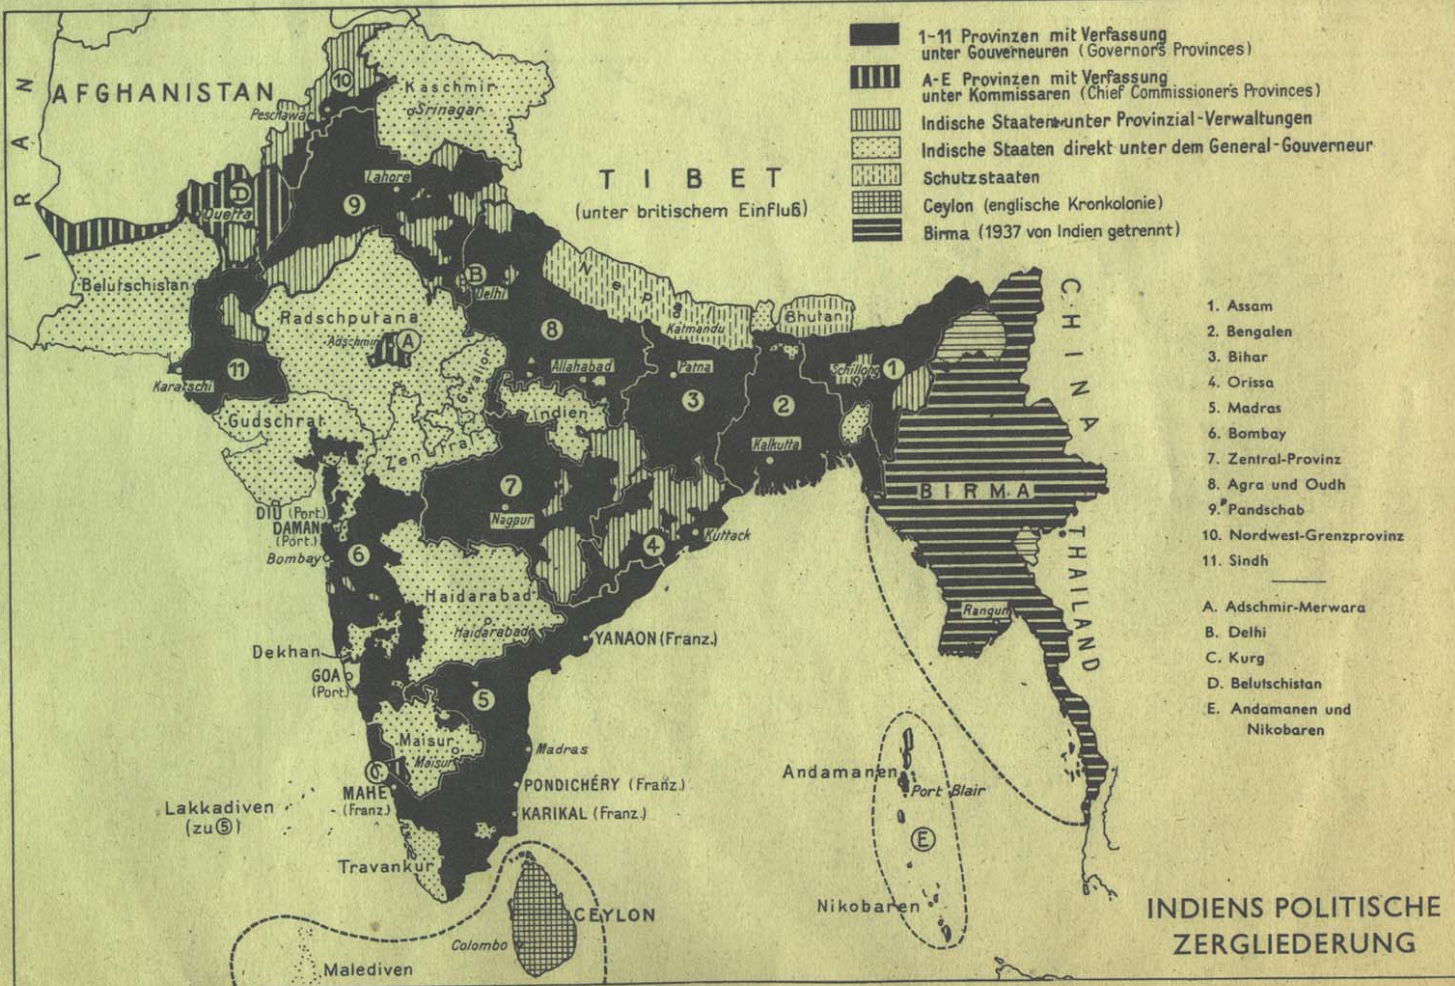 1-11 Provinzen mit Verfassung
unter Gouverneuren (Governor's Provinces)
A-E Provinzen mit Verfassung
unter Kommissaren (Chief Commissioner's Provinces)
Indische Staaten unter Provinzial-Verwaltungen
Indische Staaten direkt unter dem General-Gouverneur
Schutzstaaten
Ceylon (englische Kronkolonie)
Birma (1937 von Indien getrennt)
IRAN
AFGHANISTAN
10
Peschawar
Kaschmir
Srinagar
TIBET
(unter britischem Einfluß)
Lahore
9
D
Quetta
Belutschistan
B
Delhi
Nepal
Katmandu
Bhutan
CHINA
Radschputana
Adschmir
A
8
Gwalior
Allahabad
Patna
Schillong
1
11
Karatschi
3
2
Gudschrat
Indien
Zentral
Kalkutta
7
Nagpur
BIRMA
DIÚ (Port.)
DAMAN
(Port.)
Bombay
6
4
Kuttack
THAILAND
Haidarabad
Haidarabad
Rangun
YANAON (Franz.)
Dekhan
GOA
(Port.)
5
Maisur
Maisur
Madras
C
MAHÉ
(Franz.)
PONDICHÉRY (Franz.)
KARIKAL (Franz.)
Lakkadiven
(zu 5)
Travankur
Andamanen
Port Blair
E
Nikobaren
CEYLON
Colombo
Malediven
1. Assam
2. Bengalen
3. Bihar
4. Orissa
5. Madras
6. Bombay
7. Zentral-Provinz
8. Agra und Oudh
9. Pandschab
10. Nordwest-Grenzprovinz
11. Sindh
A. Adschmir-Merwara
B. Delhi
C. Kurg
D. Belutschistan
E. Andamanen und
Nikobaren
INDIENS POLITISCHE
ZERGLIEDERUNG